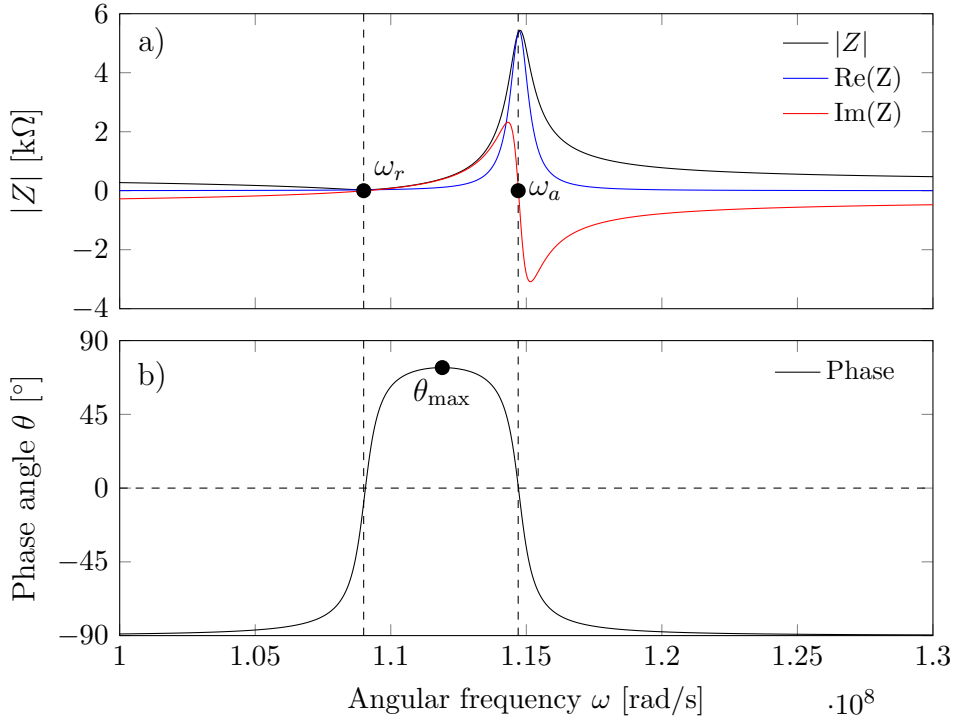 a)
|Z| [kΩ]
6
4
2
0
−2
−4
|Z|
Re(Z)
Im(Z)
ω_r
ω_a
b)
Phase angle θ [°]
90
45
0
−45
−90
Phase
θ_max
1
1.05
1.1
1.15
1.2
1.25
1.3
Angular frequency ω [rad/s]
·10^8